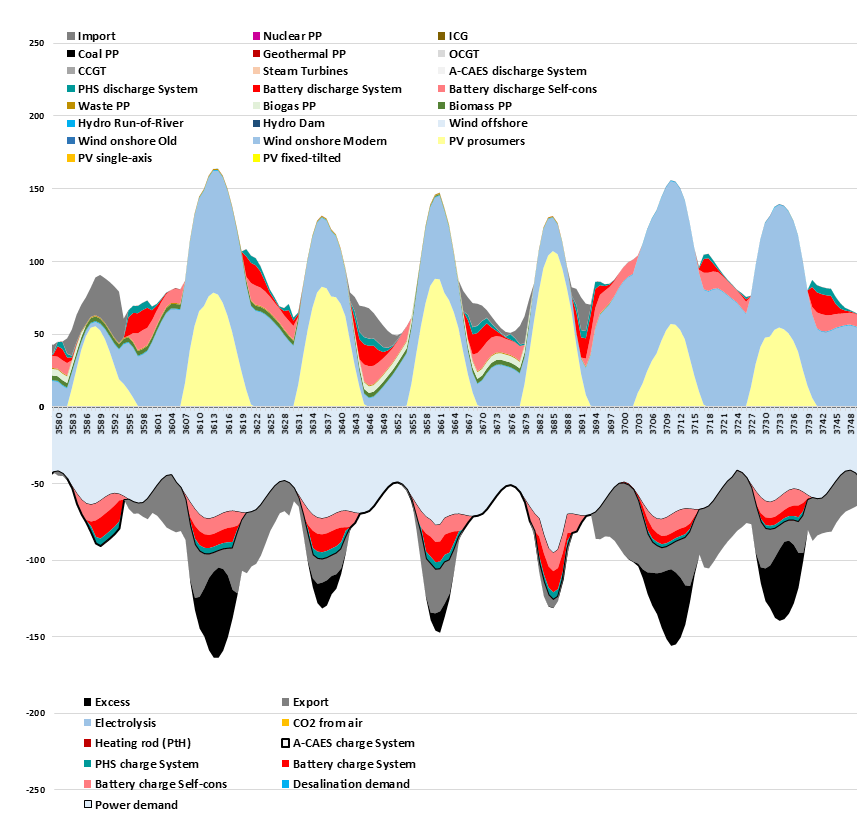 Import Nuclear PP ICG
250
Coal PP Geothermal PP OCGT
CCGT Steam Turbines A-CAES discharge System
PHS discharge System Battery discharge System Battery discharge Self-cons
Waste PP Biogas PP Biomass PP
200
Hydro Run-of-River Hydro Dam Wind offshore
Wind onshore Old Wind onshore Modern PV prosumers
PV single-axis PV fixed-tilted
150
100
50
0
3580 3583 3586 3589 3592 3595 3598 3601 3604 3607 3610 3613 3616 3619 3622 3625 3628 3631 3634 3637 3640 3643 3646 3649 3652 3655 3658 3661 3664 3667 3670 3673 3676 3679 3682 3685 3688 3691 3694 3697 3700 3703 3706 3709 3712 3715 3718 3721 3724 3727 3730 3733 3736 3739 3742 3745 3748
-50
-100
-150
Excess Export
-200
Electrolysis CO2 from air
Heating rod (PtH) A-CAES charge System
PHS charge System Battery charge System
Battery charge Self-cons Desalination demand
-250
Power demand